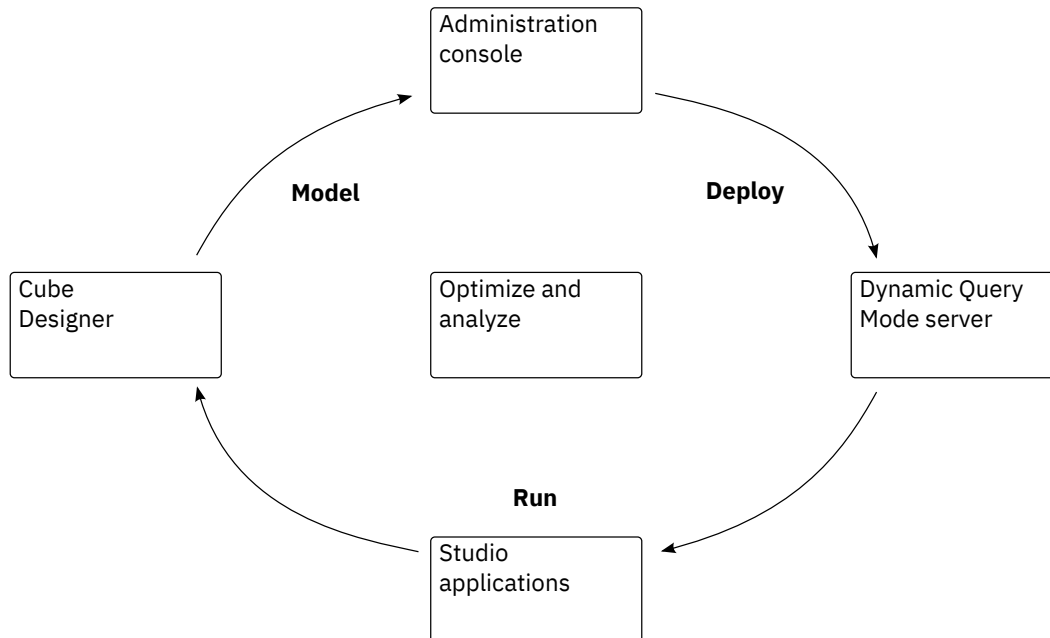 Administration
console
Model
Deploy
Cube
Designer
Optimize and
analyze
Dynamic Query
Mode server
Run
Studio
applications